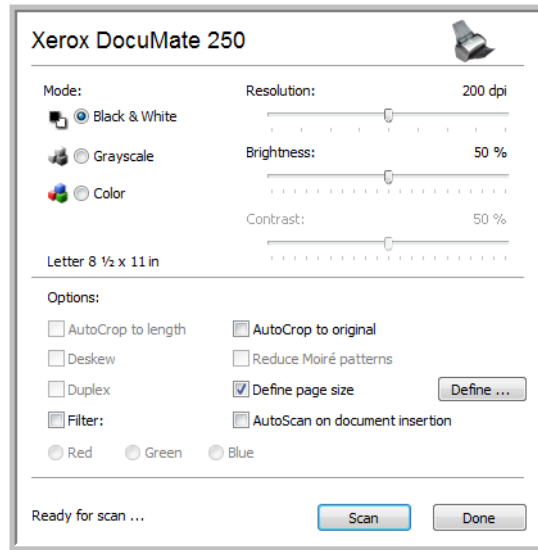 Xerox DocuMate 250
Mode:
Black & White
Grayscale
Color
Letter 8 ½ x 11 in
Resolution: 200 dpi
Brightness: 50 %
Contrast: 50 %
Options:
AutoCrop to length AutoCrop to original
Deskew Reduce Moiré patterns
Duplex Define page size Define ...
Filter: AutoScan on document insertion
Red Green Blue
Ready for scan ... Scan Done